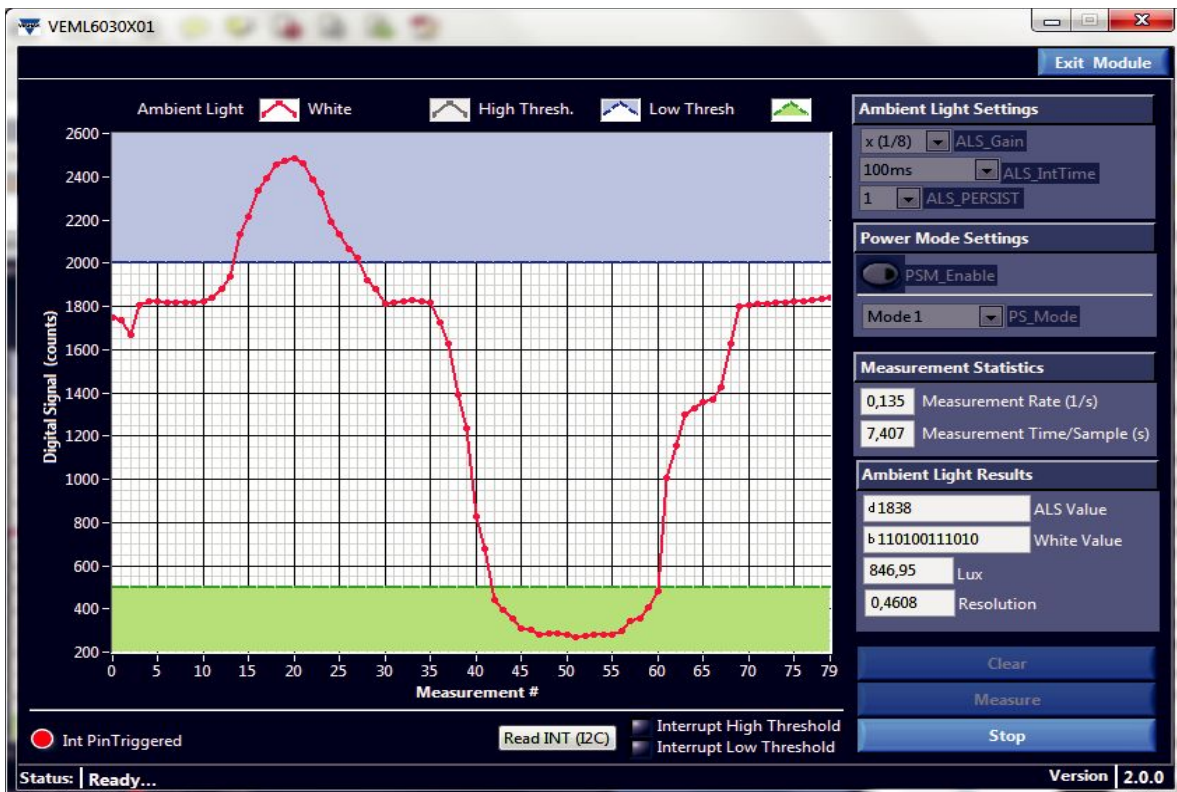 VEML6030X01
Exit Module
Ambient Light White High Thresh. Low Thresh
2600
2400
2200
2000
1800
1600
1400
1200
1000
800
600
400
200
Digital Signal (counts)
0 5 10 15 20 25 30 35 40 45 50 55 60 65 70 75 79
Measurement #
Ambient Light Settings
x (1/8) ALS_Gain
100ms ALS_IntTime
1 ALS_PERSIST
Power Mode Settings
PSM_Enable
Mode 1 PS_Mode
Measurement Statistics
0,135 Measurement Rate (1/s)
7,407 Measurement Time/Sample (s)
Ambient Light Results
d 1838 ALS Value
b 110100111010 White Value
846,95 Lux
0,4608 Resolution
Clear
Measure
Stop
Int PinTriggered
Read INT (I2C)
Interrupt High Threshold
Interrupt Low Threshold
Status: Ready...
Version 2.0.0